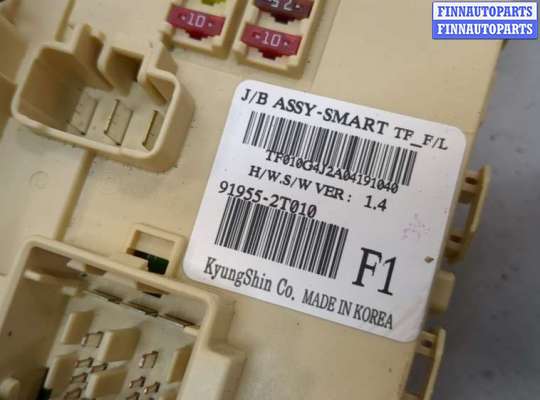 FINNAUTOPARTS
FINNAUTOPARTS
25
10
10
J/B ASSY-SMART TF_F/L
TF010G4J2A04191040
H/W.S/W VER : 1.4
91955-2T010
F1
KyungShin Co. MADE IN KOREA